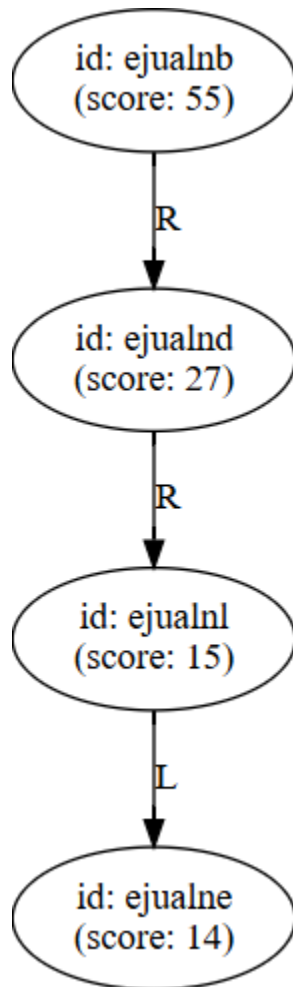 id: ejualnb
(score: 55)
R
id: ejualnd
(score: 27)
R
id: ejualnl
(score: 15)
L
id: ejualne
(score: 14)